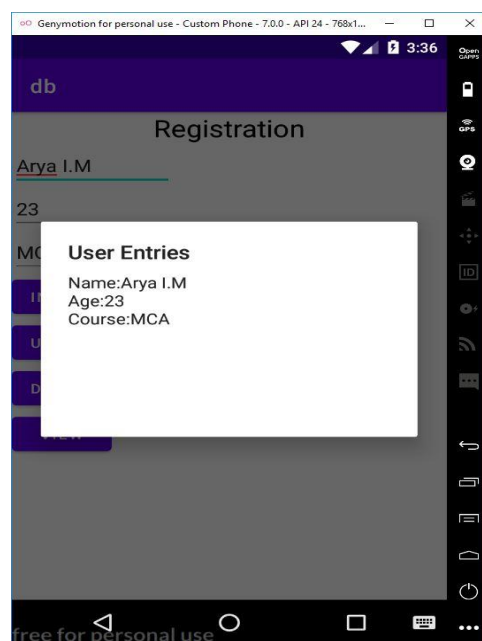 Genymotion for personal use - Custom Phone - 7.0.0 - API 24 - 768x1...
3:36
Open
GAPPS
db
GPS
Registration
Arya I.M
23
ID
User Entries
Name:Arya I.M
Age:23
Course:MCA
VIEW
free for personal use